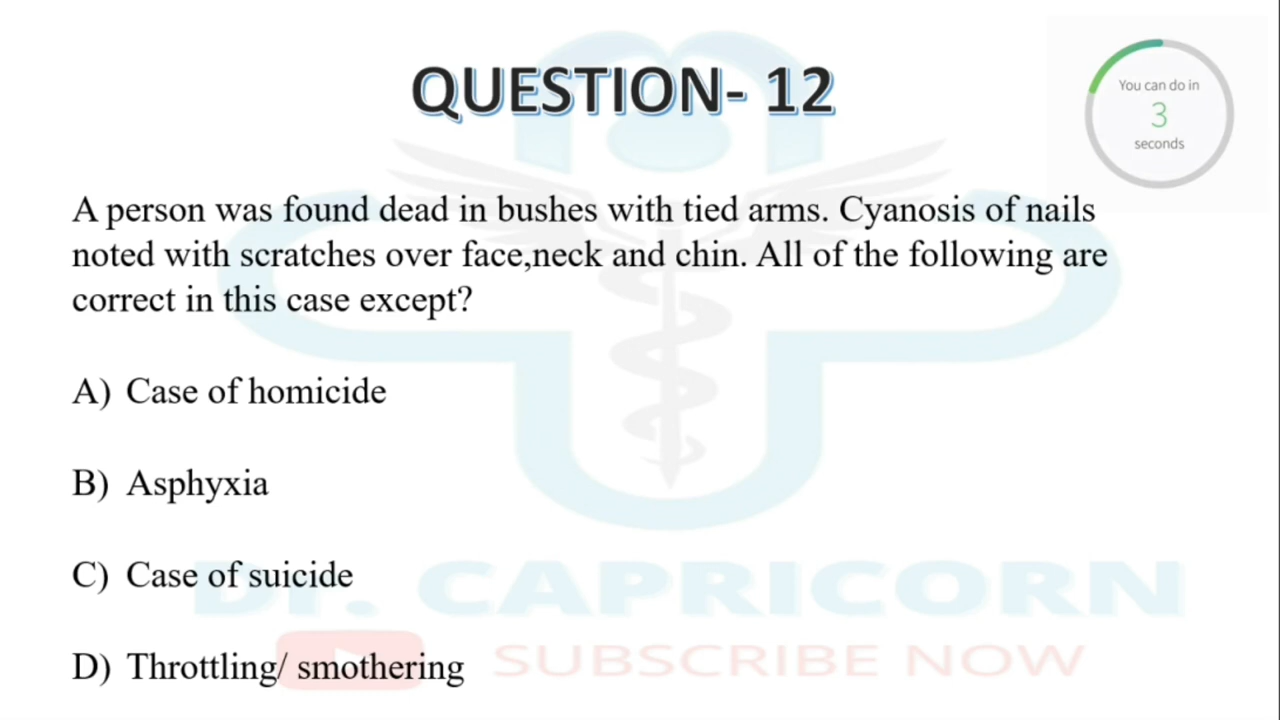 QUESTION- 12
You can do in
3
seconds
A person was found dead in bushes with tied arms. Cyanosis of nails
noted with scratches over face,neck and chin. All of the following are
correct in this case except?
A) Case of homicide
B) Asphyxia
C) Case of suicide
D) Throttling/ smothering
Dr. CAPRICORN
SUBSCRIBE NOW